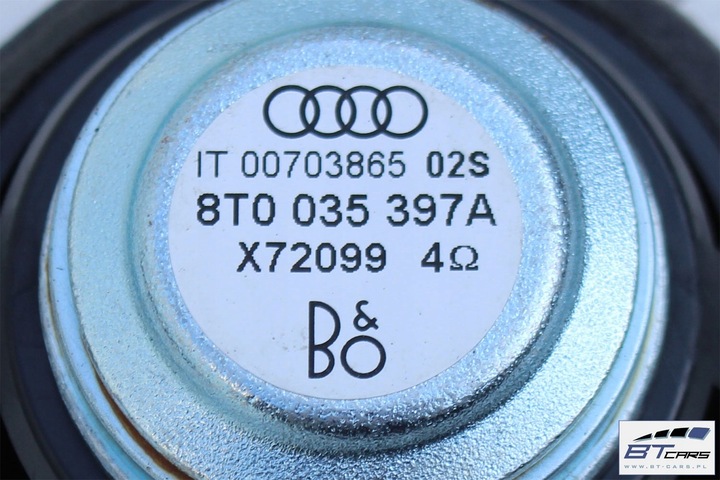 IT 00703865 02S
8T0 035 397A
X72099 4Ω
B&O
BT CARS
WWW.BT-CARS.PL